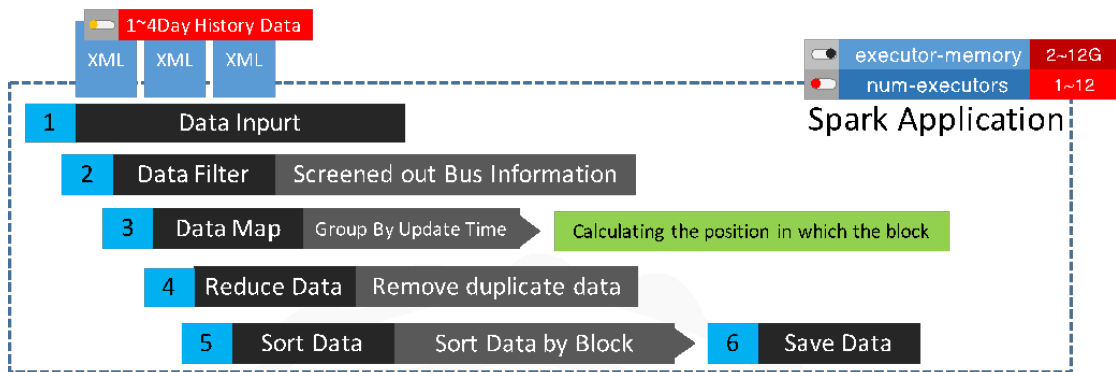 1~4Day History Data
XML XML XML
executor-memory 2~12G
num-executors 1~12
Spark Application
1 Data Inpurt
2 Data Filter Screened out Bus Information
3 Data Map Group By Update Time Calculating the position in which the block
4 Reduce Data Remove duplicate data
5 Sort Data Sort Data by Block 6 Save Data